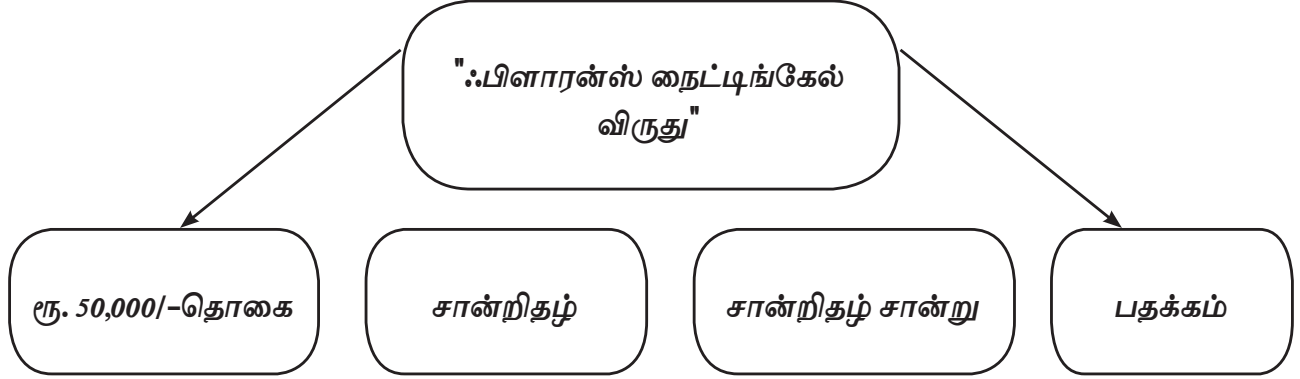 "ஃபிளாரன்ஸ் நைட்டிங்கேல்
விருது"
ரூ. 50,000/-தொகை
சான்றிதழ்
சான்றிதழ் சான்று
பதக்கம்